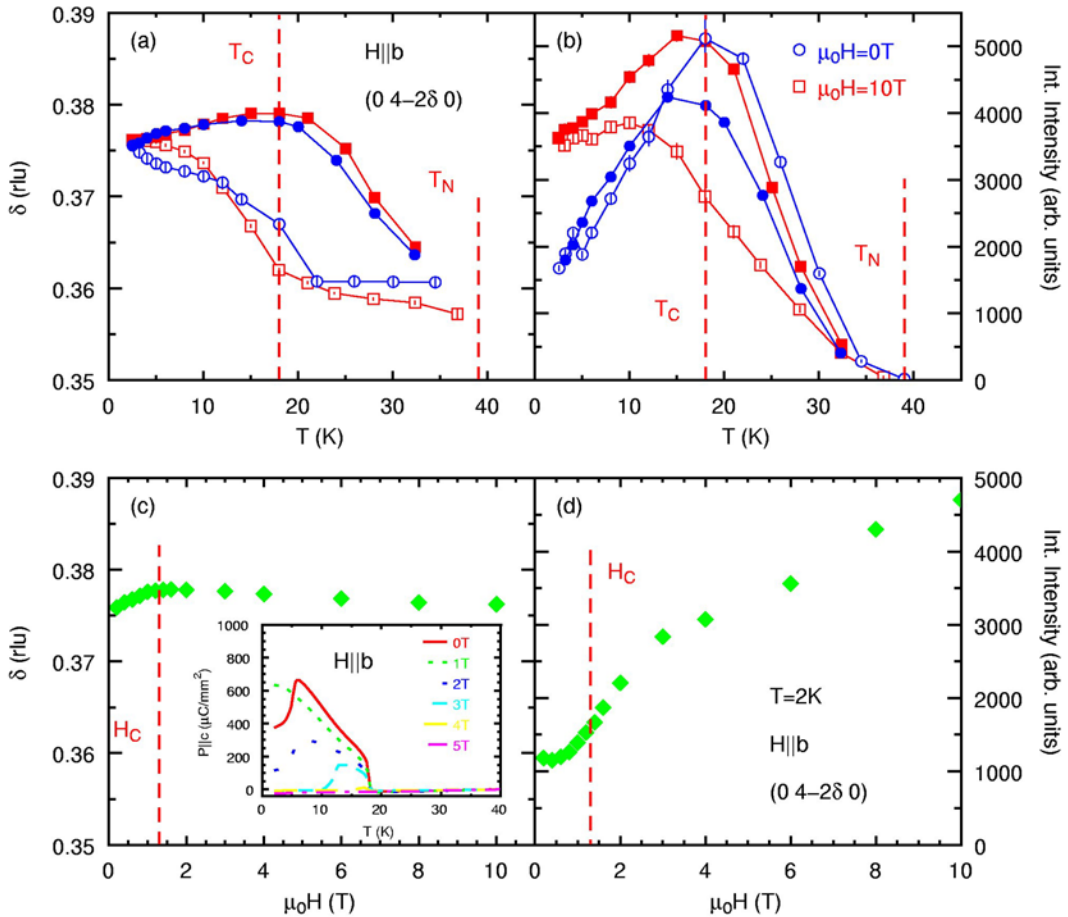 (a)
H||b
(0 4–2δ 0)
T_C
T_N
δ (rlu)
0.39
0.38
0.37
0.36
0.35
0 10 20 30 40
T (K)
(b)
μ₀H=0T
μ₀H=10T
T_C
T_N
Int. Intensity (arb. units)
5000
4000
3000
2000
1000
0
0 10 20 30 40
T (K)
(c)
H_C
δ (rlu)
0.39
0.38
0.37
0.36
0.35
0 2 4 6 8 10
μ₀H (T)
H||b
0T
1T
2T
3T
4T
5T
P||c (μC/mm²)
1000
800
600
400
200
0
0 10 20 30 40
T (K)
(d)
H_C
T=2K
H||b
(0 4–2δ 0)
Int. Intensity (arb. units)
5000
4000
3000
2000
1000
0
0 2 4 6 8 10
μ₀H (T)